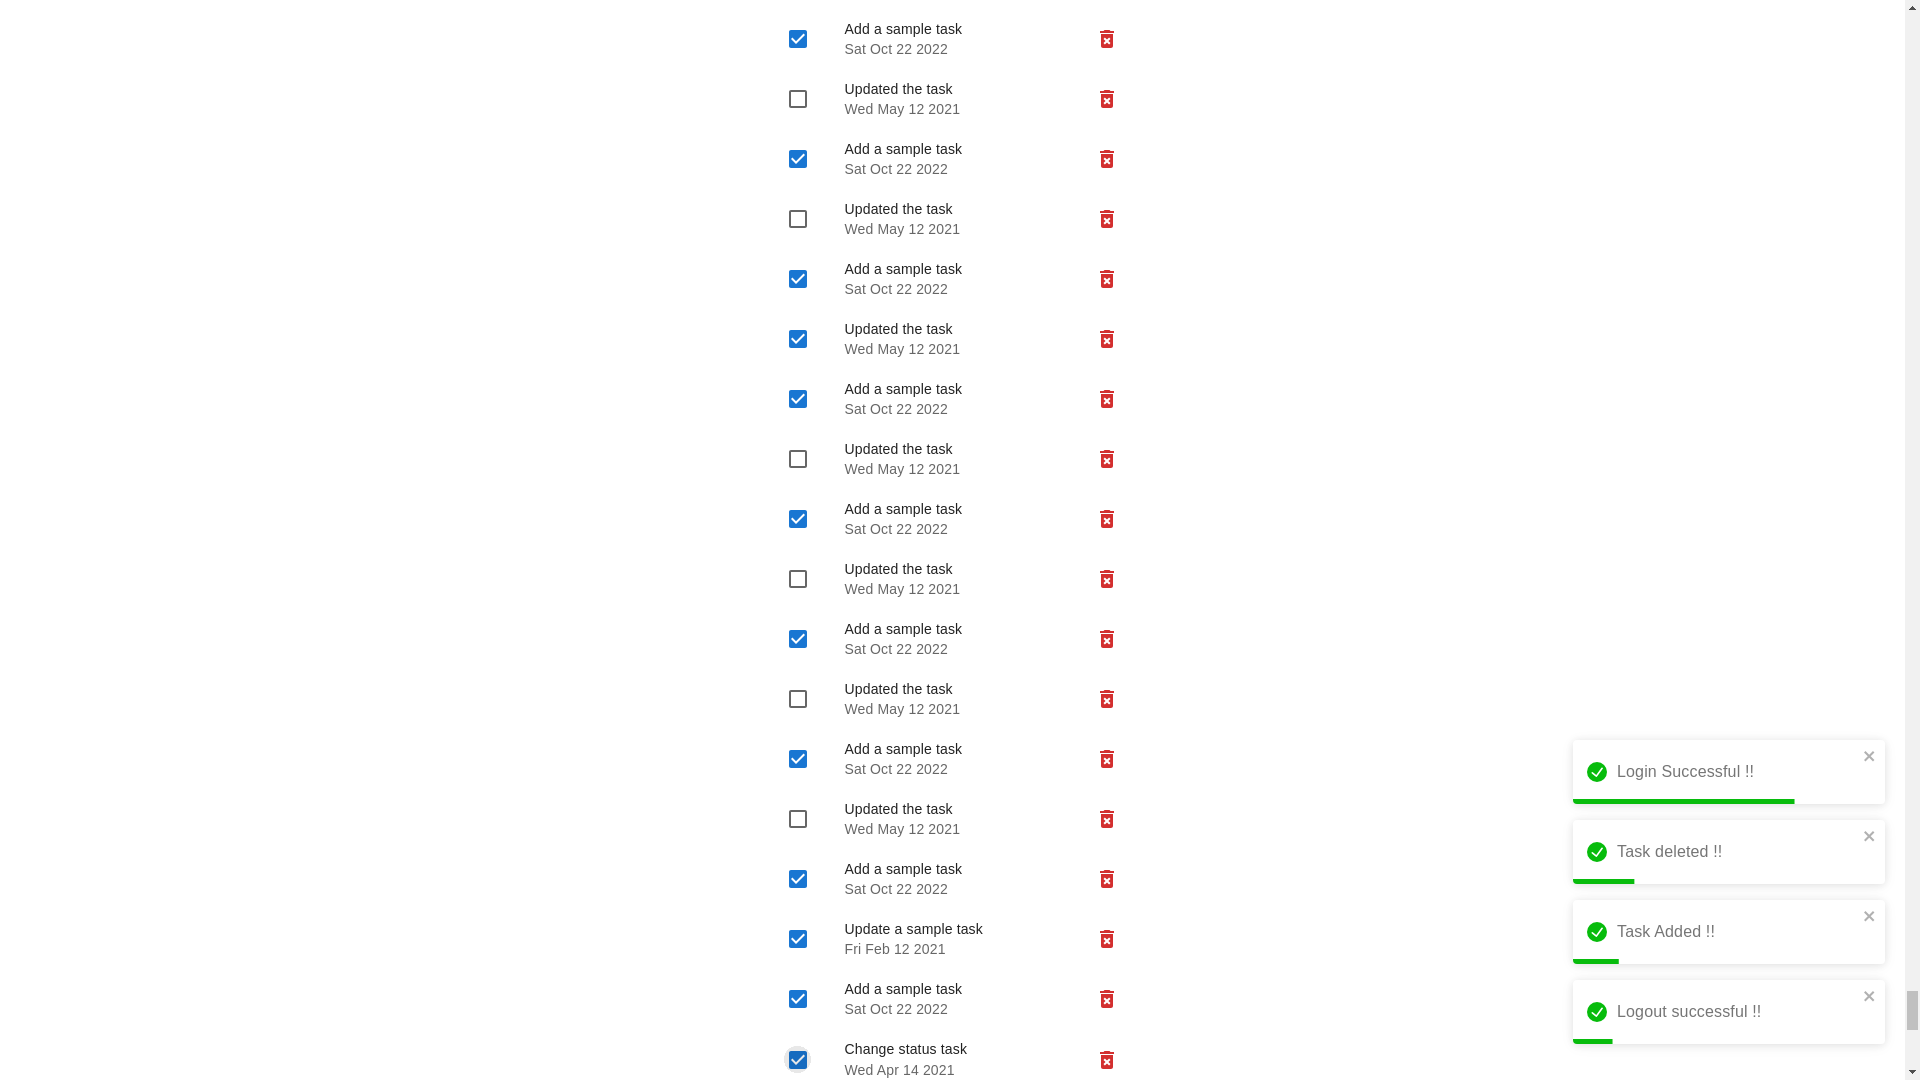 Add a sample task
Sat Oct 22 2022
Updated the task
Wed May 12 2021
Add a sample task
Sat Oct 22 2022
Updated the task
Wed May 12 2021
Add a sample task
Sat Oct 22 2022
Updated the task
Wed May 12 2021
Add a sample task
Sat Oct 22 2022
Updated the task
Wed May 12 2021
Add a sample task
Sat Oct 22 2022
Updated the task
Wed May 12 2021
Add a sample task
Sat Oct 22 2022
Updated the task
Wed May 12 2021
Add a sample task
Sat Oct 22 2022
Updated the task
Wed May 12 2021
Add a sample task
Sat Oct 22 2022
Update a sample task
Fri Feb 12 2021
Add a sample task
Sat Oct 22 2022
Change status task
Wed Apr 14 2021
Login Successful !!
Task deleted !!
Task Added !!
Logout successful !!